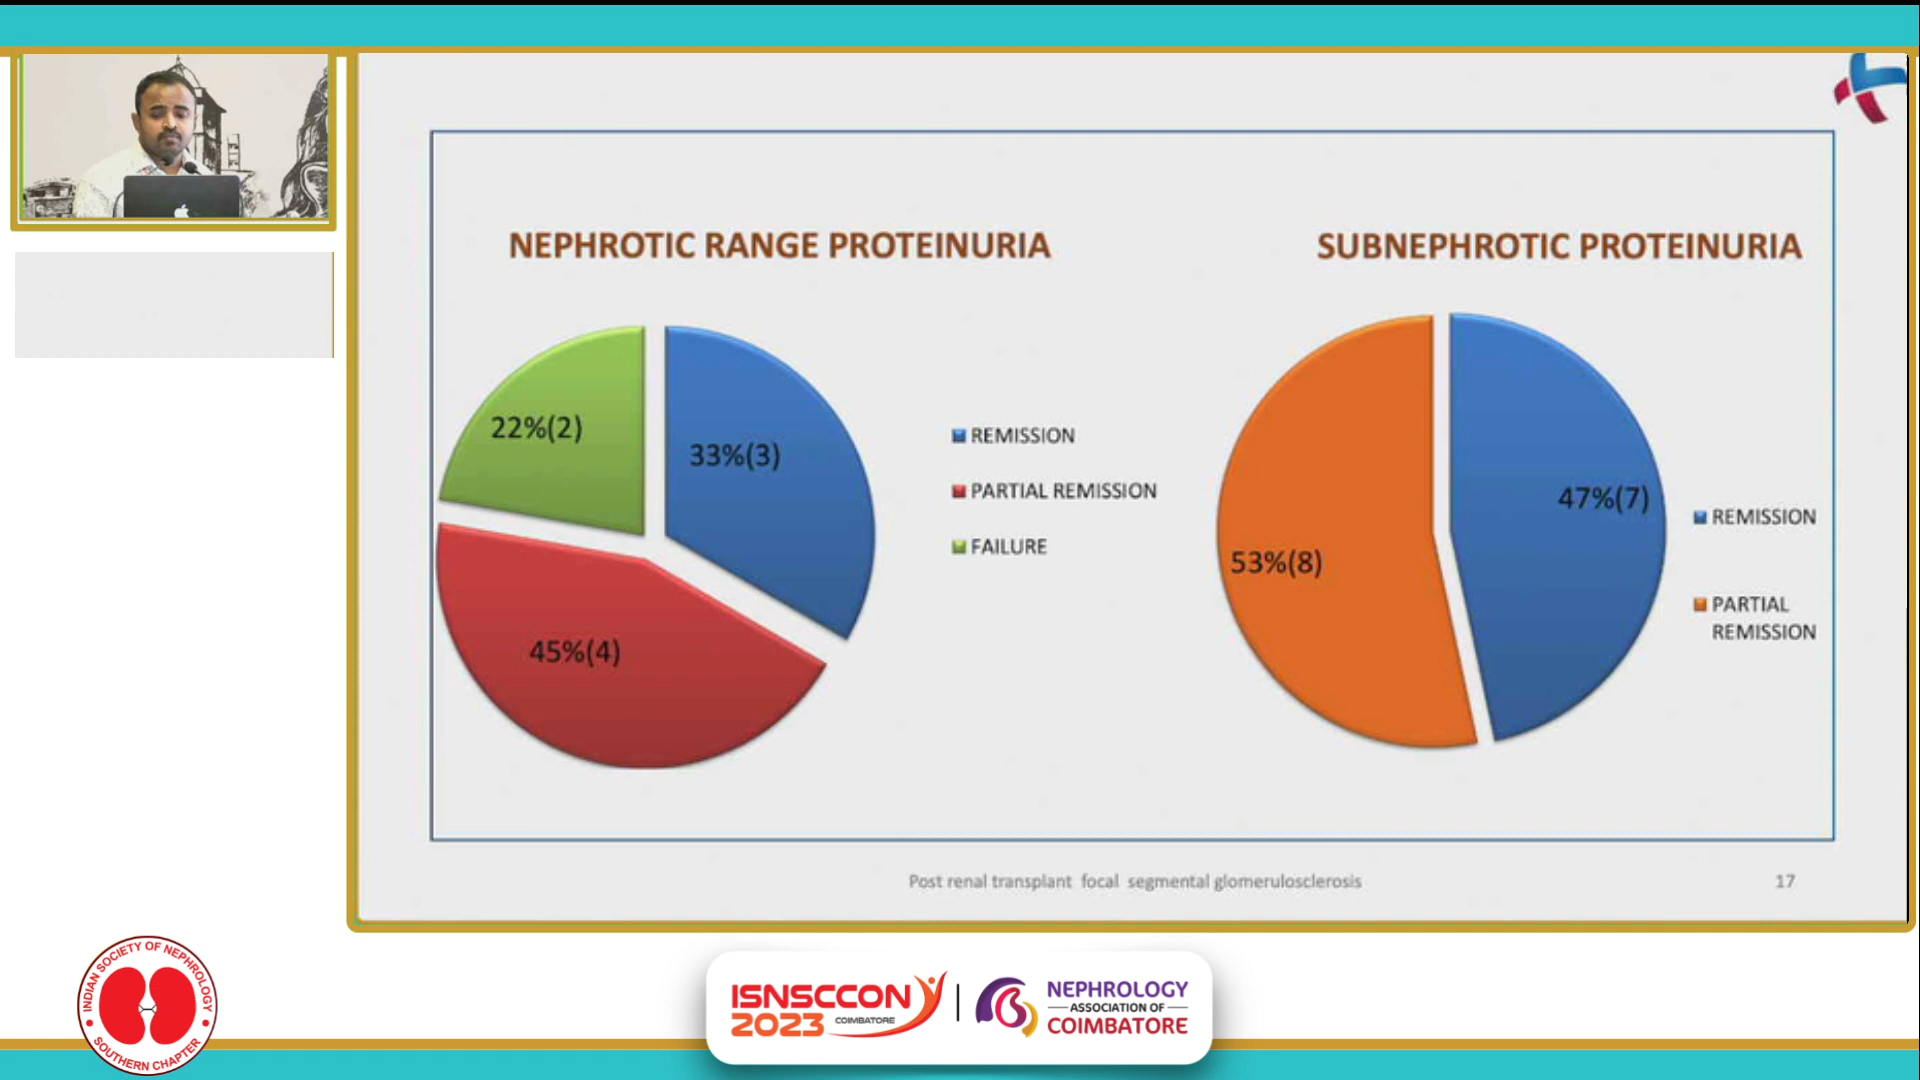 NEPHROTIC RANGE PROTEINURIA
22%(2)
33%(3)
45%(4)
REMISSION
PARTIAL REMISSION
FAILURE
SUBNEPHROTIC PROTEINURIA
53%(8)
47%(7)
REMISSION
PARTIAL
REMISSION
Post renal transplant focal segmental glomerulosclerosis
17
INDIAN SOCIETY OF NEPHROLOGY
SOUTHERN CHAPTER
ISNSCCON
2023 COIMBATORE
NEPHROLOGY
ASSOCIATION OF
COIMBATORE